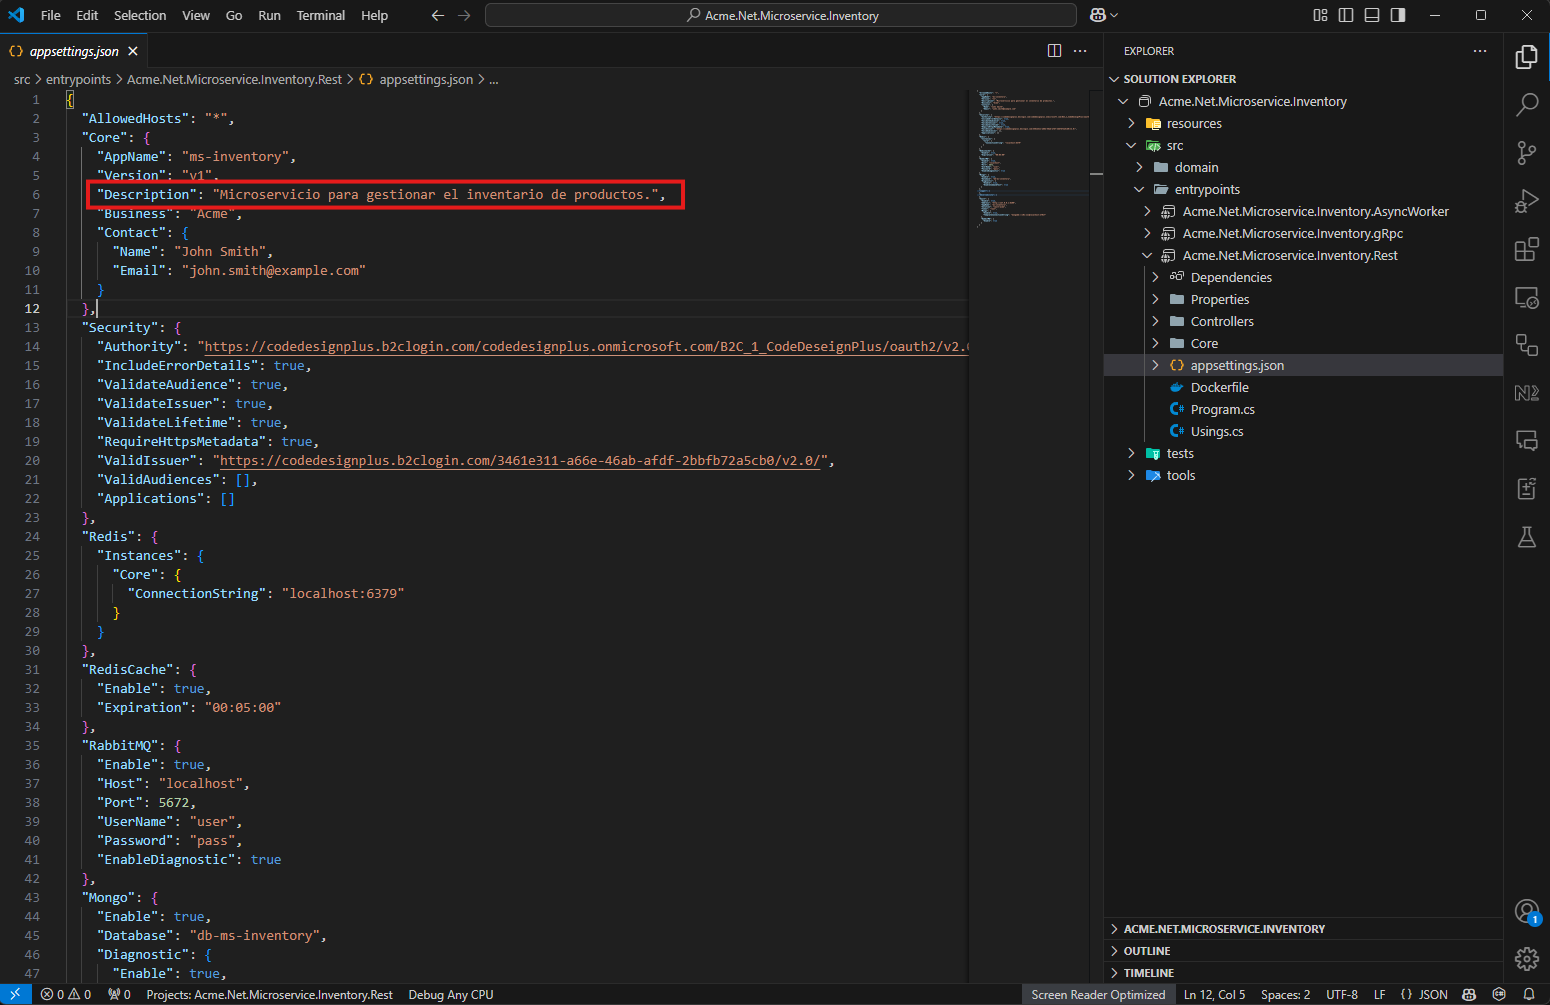 File Edit Selection View Go Run Terminal Help
Acme.Net.Microservice.Inventory
appsettings.json
src > entrypoints > Acme.Net.Microservice.Inventory.Rest > {} appsettings.json > ...
1 {
2 "AllowedHosts": "*",
3 "Core": {
4 "AppName": "ms-inventory",
5 "Version": "v1",
6 "Description": "Microservicio para gestionar el inventario de productos.",
7 "Business": "Acme",
8 "Contact": {
9 "Name": "John Smith",
10 "Email": "john.smith@example.com"
11 }
12 },
13 "Security": {
14 "Authority": "https://codedesignplus.b2clogin.com/codedesignplus.onmicrosoft.com/B2C_1_CodeDeseignPlus/oauth2/v2.0
15 "IncludeErrorDetails": true,
16 "ValidateAudience": true,
17 "ValidateIssuer": true,
18 "ValidateLifetime": true,
19 "RequireHttpsMetadata": true,
20 "ValidIssuer": "https://codedesignplus.b2clogin.com/3461e311-a66e-46ab-afdf-2bbfb72a5cb0/v2.0/",
21 "ValidAudiences": [],
22 "Applications": []
23 },
24 "Redis": {
25 "Instances": {
26 "Core": {
27 "ConnectionString": "localhost:6379"
28 }
29 }
30 },
31 "RedisCache": {
32 "Enable": true,
33 "Expiration": "00:05:00"
34 },
35 "RabbitMQ": {
36 "Enable": true,
37 "Host": "localhost",
38 "Port": 5672,
39 "UserName": "user",
40 "Password": "pass",
41 "EnableDiagnostic": true
42 },
43 "Mongo": {
44 "Enable": true,
45 "Database": "db-ms-inventory",
46 "Diagnostic": {
47 "Enable": true,
EXPLORER
SOLUTION EXPLORER
Acme.Net.Microservice.Inventory
resources
src
domain
entrypoints
Acme.Net.Microservice.Inventory.AsyncWorker
Acme.Net.Microservice.Inventory.gRpc
Acme.Net.Microservice.Inventory.Rest
Dependencies
Properties
Controllers
Core
{} appsettings.json
Dockerfile
C# Program.cs
C# Usings.cs
tests
tools
ACME.NET.MICROSERVICE.INVENTORY
OUTLINE
TIMELINE
1
0 0 0 Projects: Acme.Net.Microservice.Inventory.Rest Debug Any CPU Screen Reader Optimized Ln 12, Col 5 Spaces: 2 UTF-8 LF {} JSON